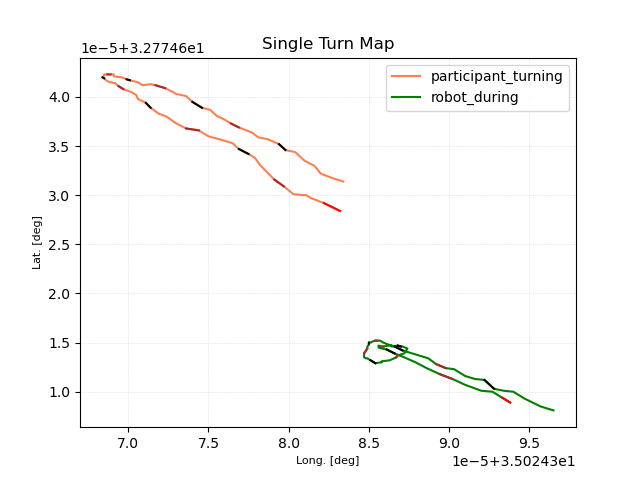 Single Turn Map
1e−5+3.27746e1
participant_turning
robot_during
4.0
3.5
3.0
2.5
2.0
1.5
1.0
Lat. [deg]
7.0 7.5 8.0 8.5 9.0 9.5
Long. [deg]
1e−5+3.50243e1